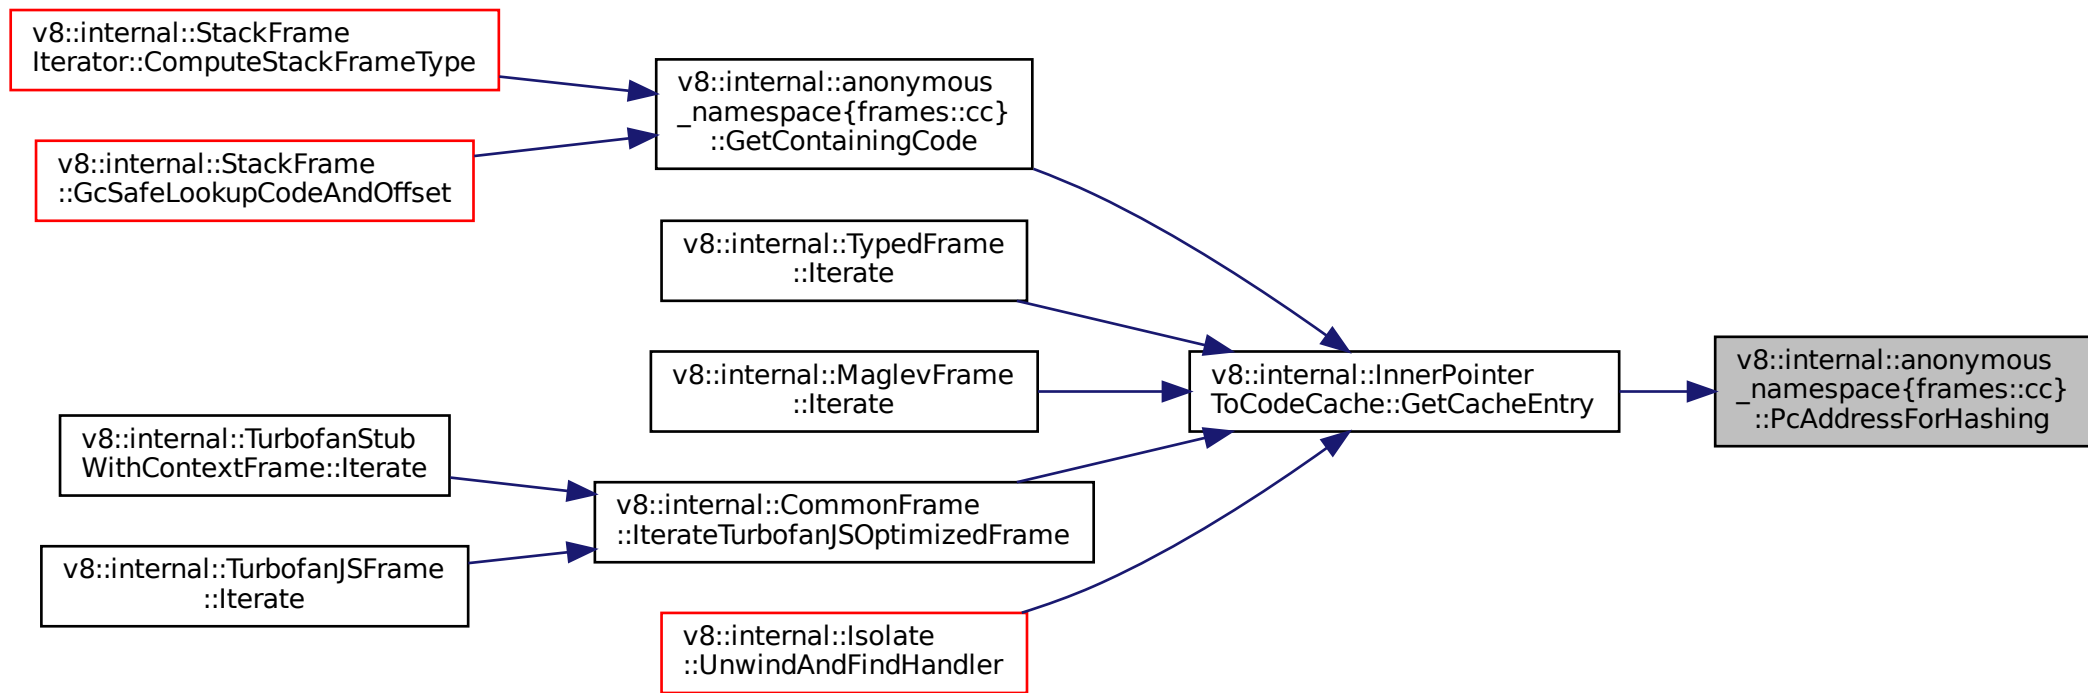 v8::internal::StackFrame
Iterator::ComputeStackFrameType
v8::internal::StackFrame
::GcSafeLookupCodeAndOffset
v8::internal::TurbofanStub
WithContextFrame::Iterate
v8::internal::TurbofanJSFrame
::Iterate
v8::internal::anonymous
_namespace{frames::cc}
::GetContainingCode
v8::internal::TypedFrame
::Iterate
v8::internal::MaglevFrame
::Iterate
v8::internal::CommonFrame
::IterateTurbofanJSOptimizedFrame
v8::internal::Isolate
::UnwindAndFindHandler
v8::internal::InnerPointer
ToCodeCache::GetCacheEntry
v8::internal::anonymous
_namespace{frames::cc}
::PcAddressForHashing